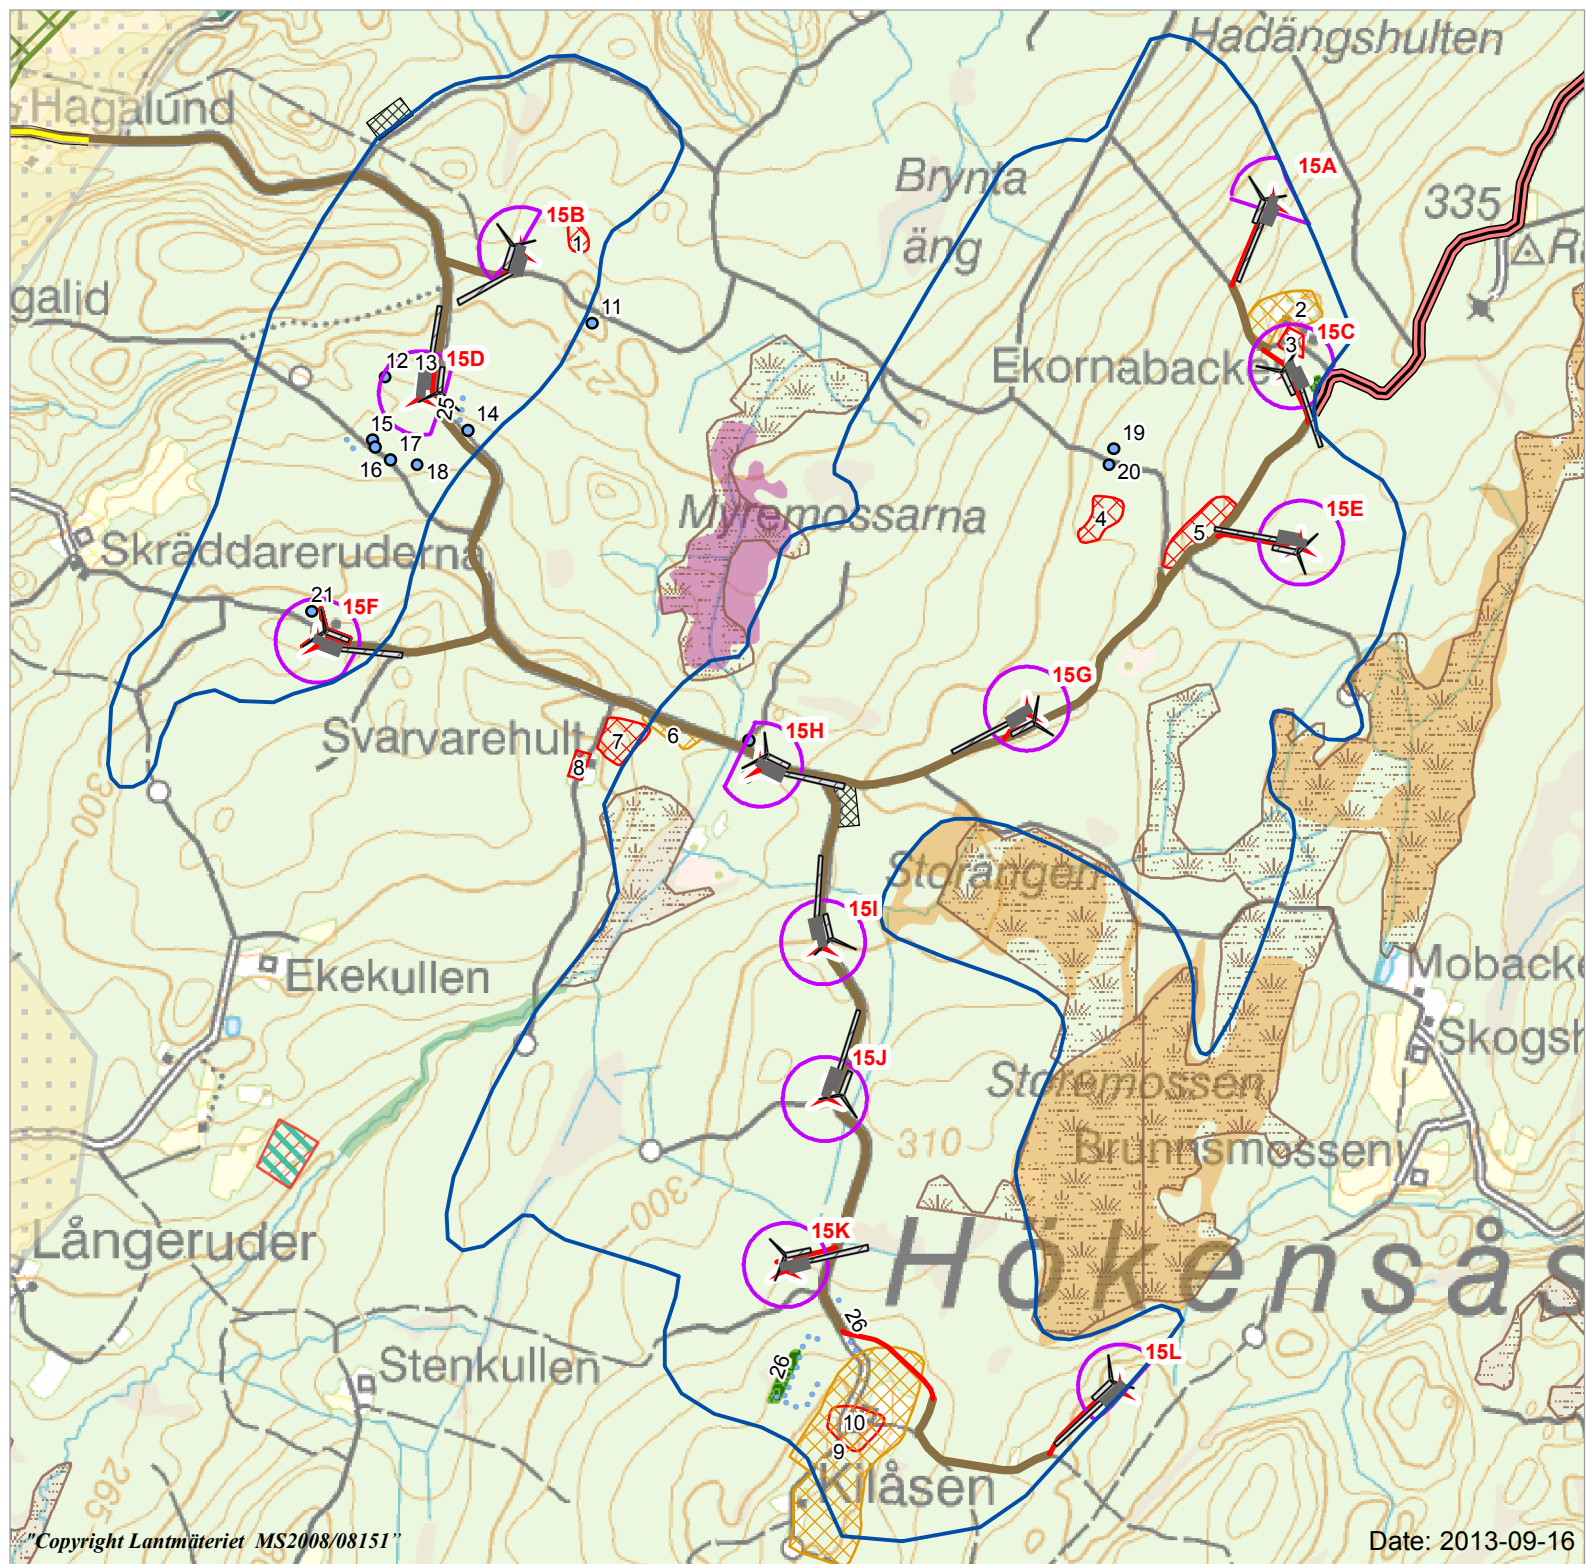 Hadängshulten
Hagalund
15A
Brynta
äng
335
15B
1
galid
11
2
15C
3
Ekornabacke
12
13
15D
25
14
15
17
16
18
19
20
4
Myremossarna
5
15E
Skräddareruderna
21
15F
15G
Svarvarehult
7
6
8
15H
300
Storängen
15I
Ekekullen
Mobacke
Skogsh
15J
Storemossen
310
Brunnsmossen
300
Långeruder
15K
Hökensås
26
26
15L
Stenkullen
10
9
Kilåsen
265
"Copyright Lantmäteriet MS2008/08151”
Date: 2013-09-16